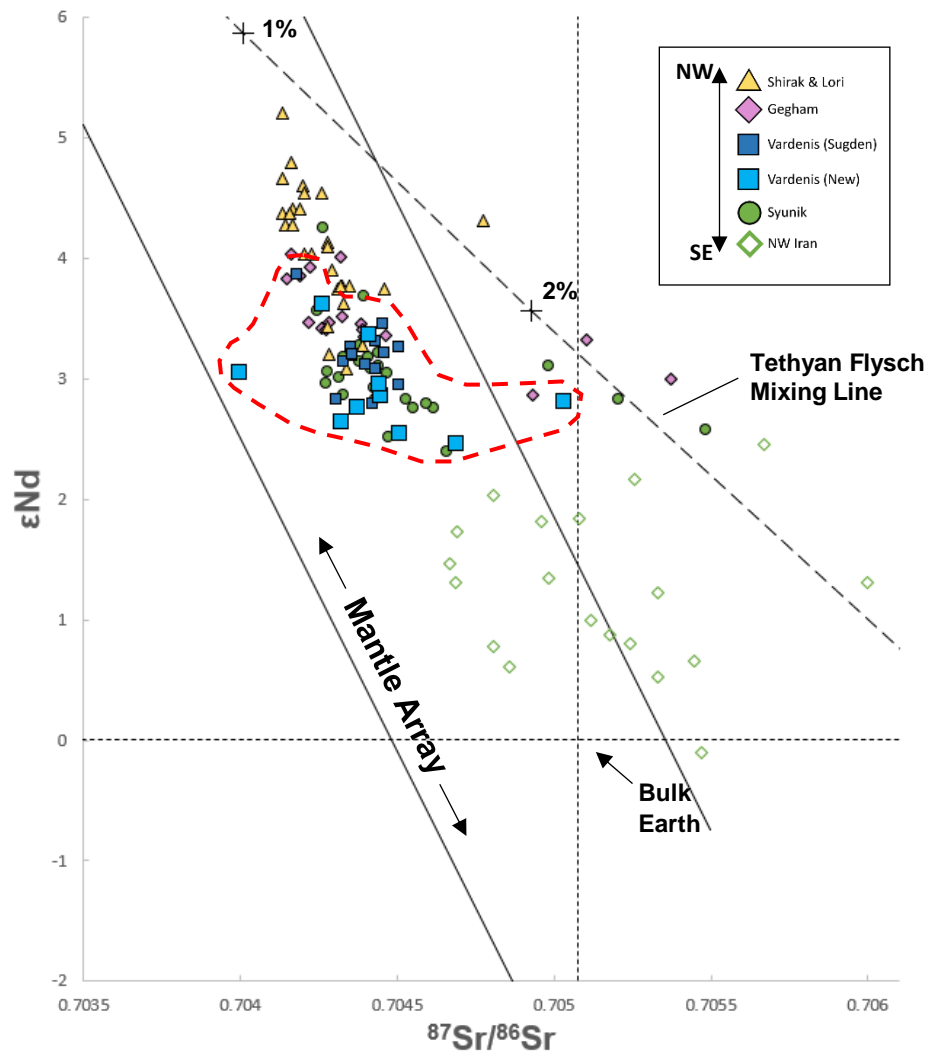 6
5
4
3
2
1
0
-1
-2
εNd
1%
2%
NW
SE
Shirak & Lori
Gegham
Vardenis (Sugden)
Vardenis (New)
Syunik
NW Iran
Tethyan Flysch
Mixing Line
Mantle Array
Bulk
Earth
0.7035
0.704
0.7045
0.705
0.7055
0.706
⁸⁷Sr/⁸⁶Sr